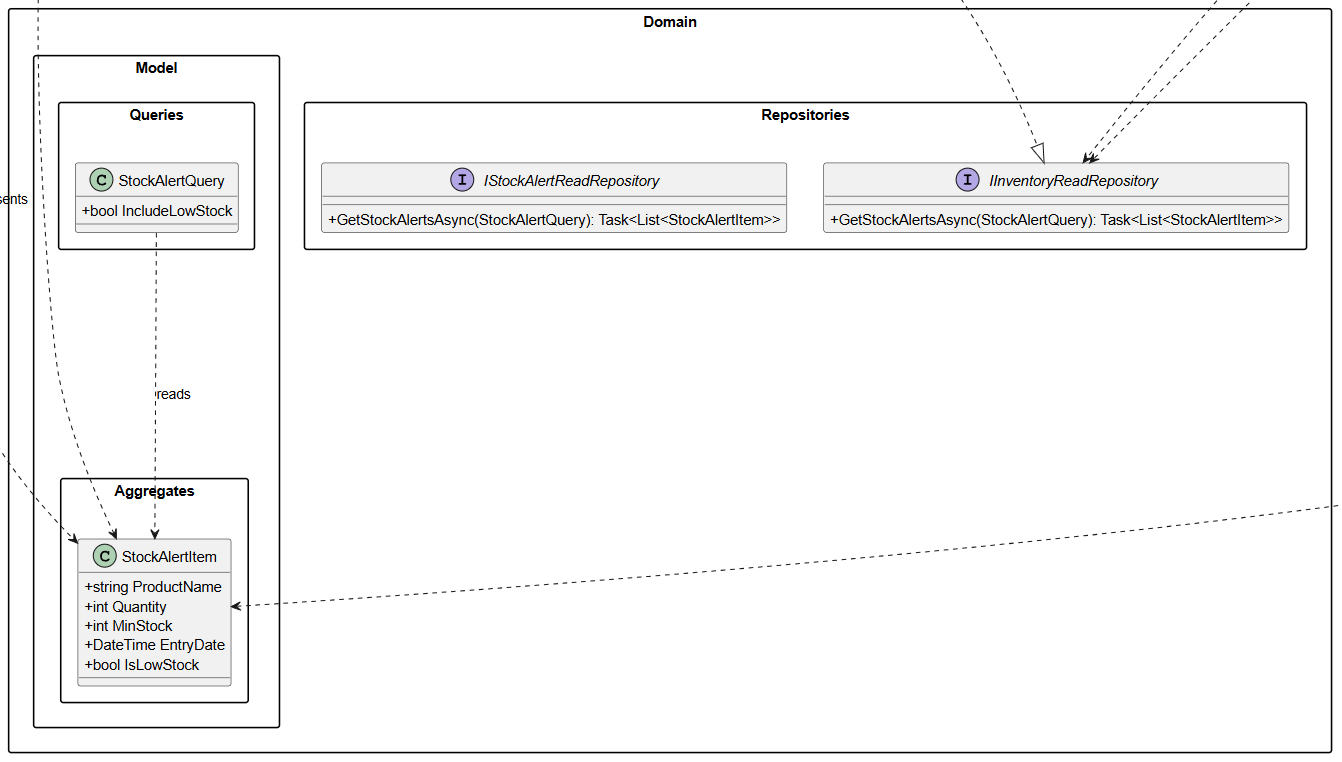 Domain
Model
Queries
C StockAlertQuery
+bool IncludeLowStock
Repositories
I IStockAlertReadRepository
+GetStockAlertsAsync(StockAlertQuery): Task<List<StockAlertItem>>
I IInventoryReadRepository
+GetStockAlertsAsync(StockAlertQuery): Task<List<StockAlertItem>>
reads
Aggregates
C StockAlertItem
+string ProductName
+int Quantity
+int MinStock
+DateTime EntryDate
+bool IsLowStock